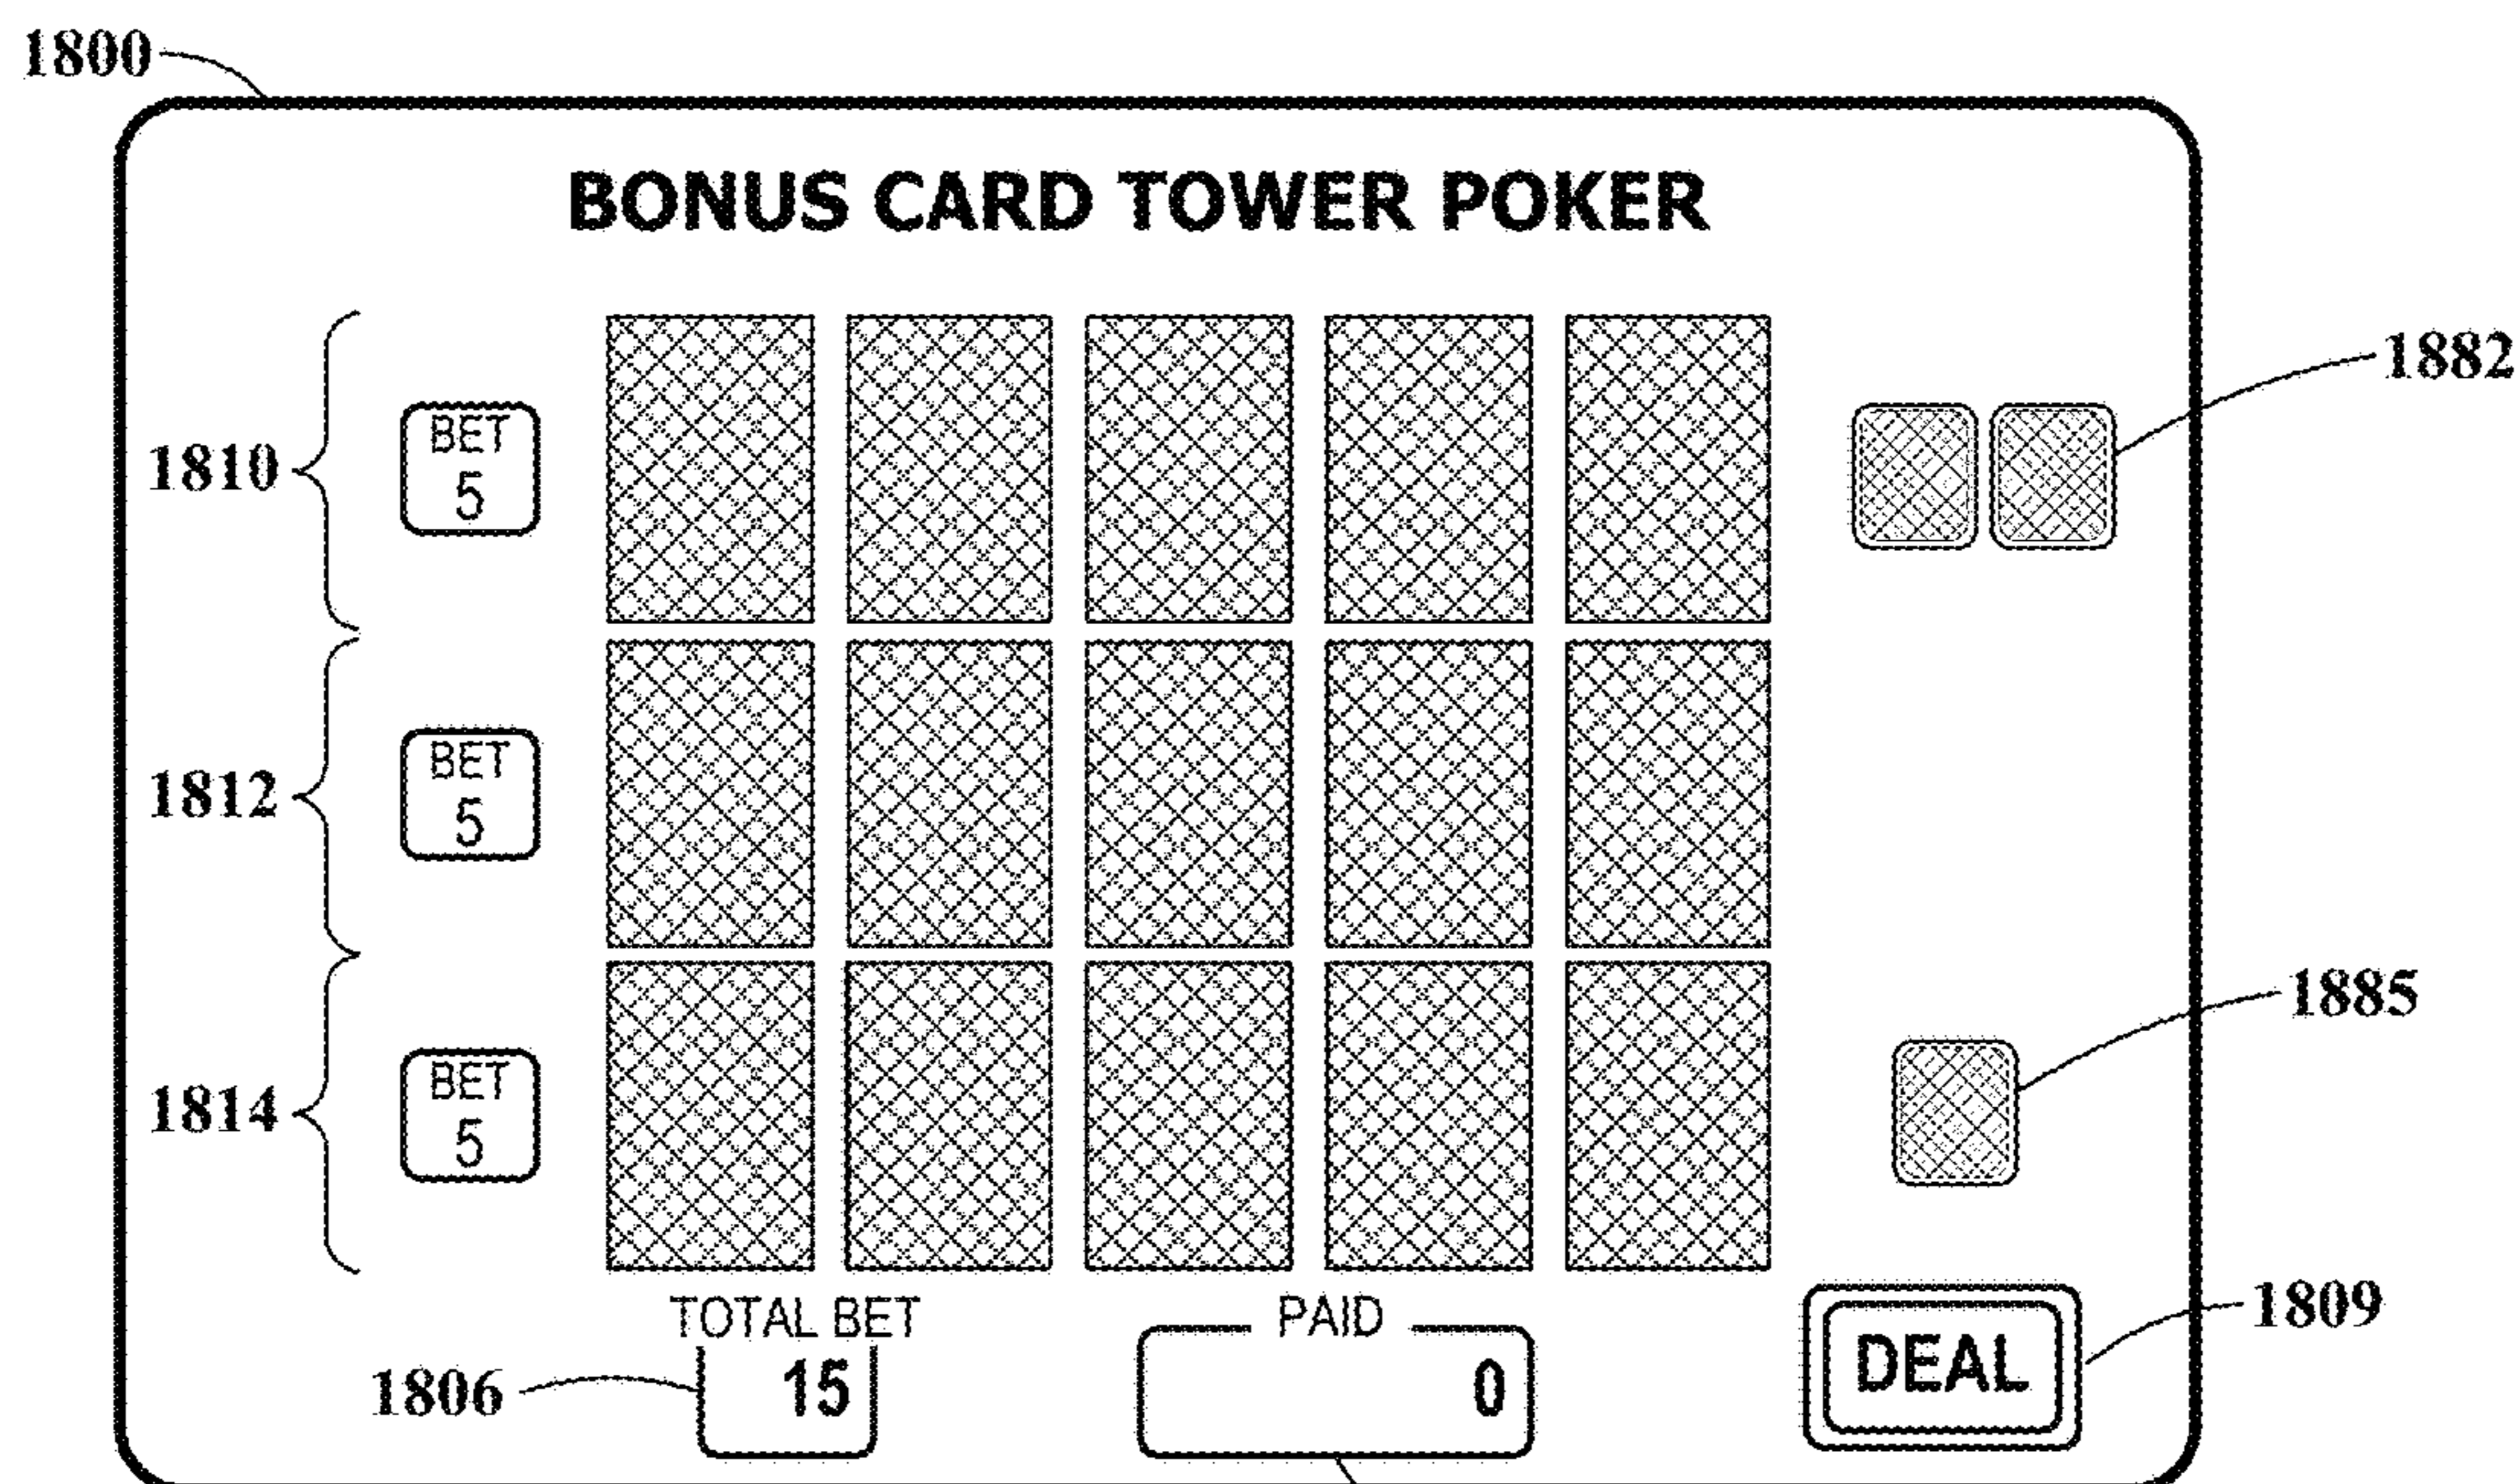 1800
BONUS CARD TOWER POKER
1882
1810
BET
5
1812
BET
5
1885
1814
BET
5
1809
TOTAL BET
PAID
1806
15
0
DEAL